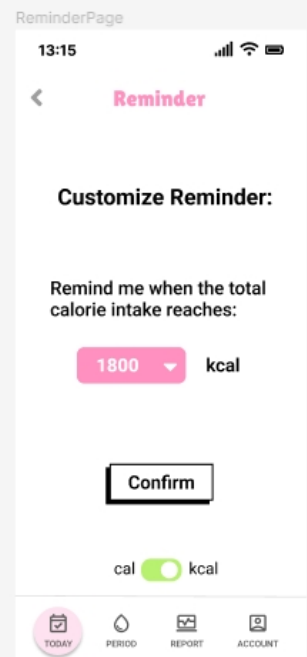 ReminderPage
13:15
Reminder
Customize Reminder:
Remind me when the total
calorie intake reaches:
1800 kcal
Confirm
cal kcal
TODAY PERIOD REPORT ACCOUNT